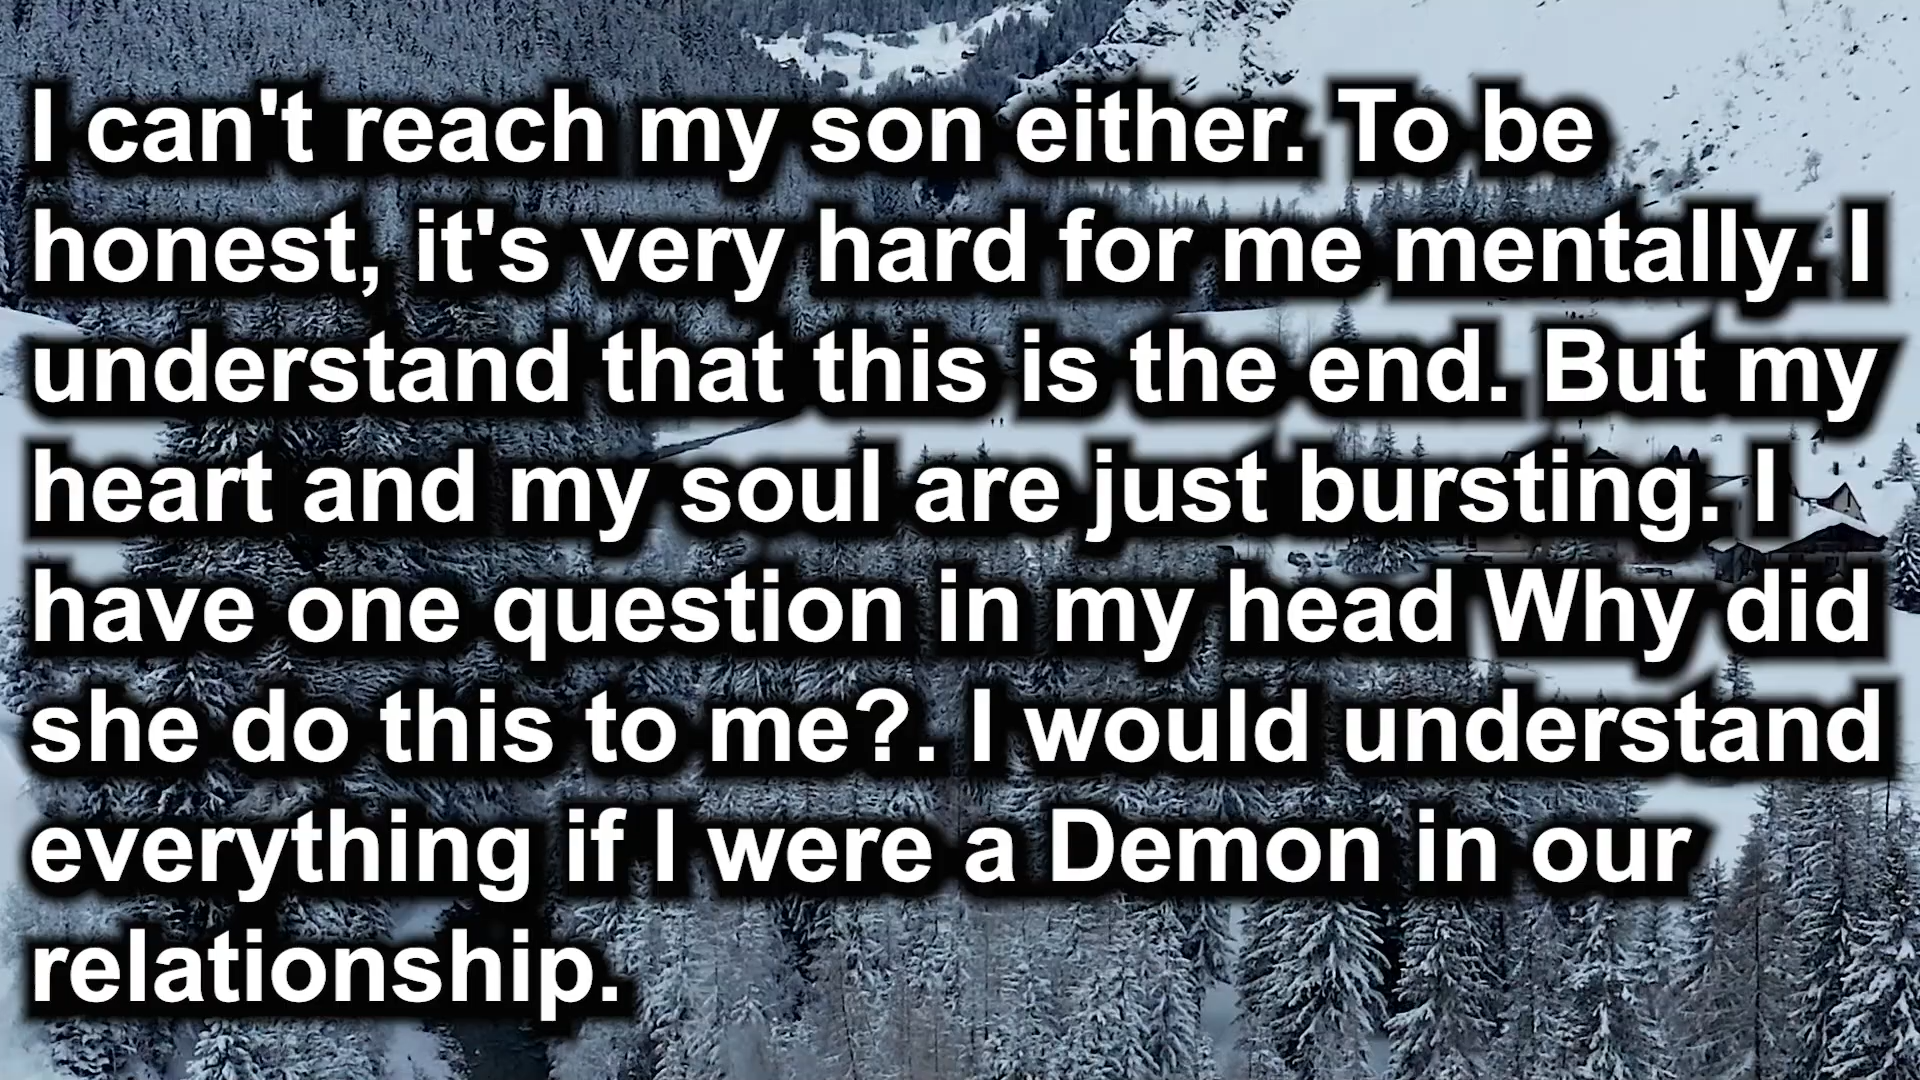 I can't reach my son either. To be
honest, it's very hard for me mentally. I
understand that this is the end. But my
heart and my soul are just bursting. I
have one question in my head Why did
she do this to me?. I would understand
everything if I were a Demon in our
relationship.